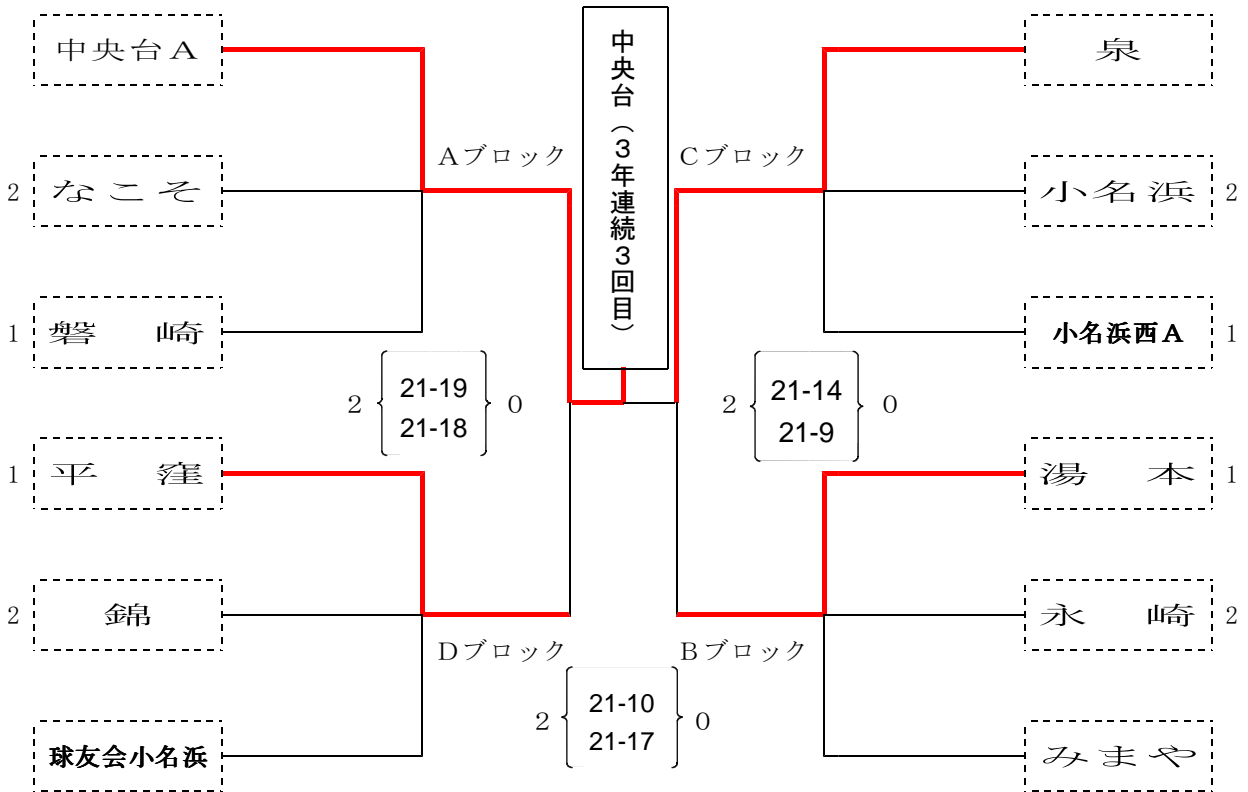 中央台A
なこそ
2
磐　崎
1
平　窪
1
錦
2
球友会小名浜
Aブロック
Dブロック
2
21-19
21-18
0
中央台（３年連続３回目）
2
21-10
21-17
0
Cブロック
Bブロック
2
21-14
21-9
0
泉
小名浜
2
小名浜西A
1
湯　本
1
永　崎
2
みまや